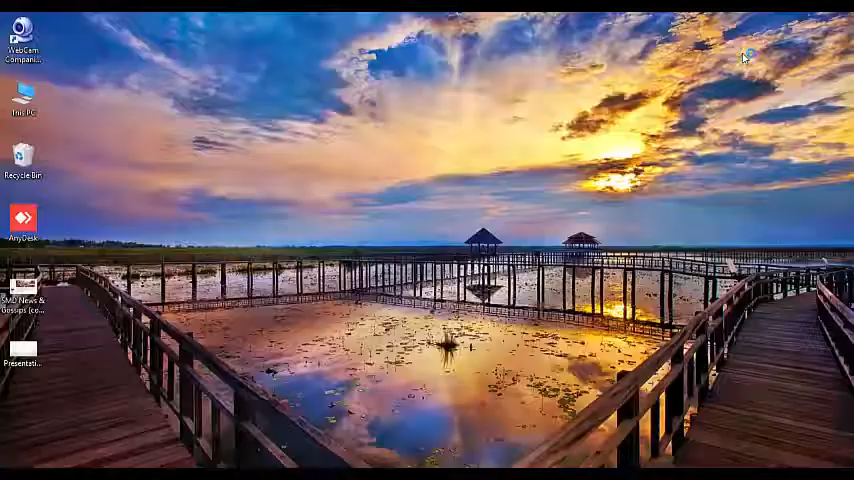 WebCam
Compani...
This PC
Recycle Bin
AnyDesk
SMD News &
Gossips (co...
Presentati...